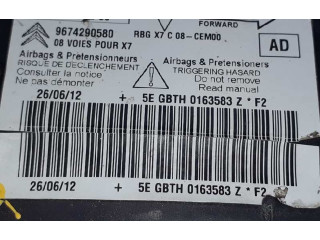 FORWARD
9674290580
RBG X7 C 08-CEM00
08 VOIES POUR X7
AD
Airbags & Pretensionneurs
RISQUE DE DECLENCHEMENT
Consulter la notice
Ne pas démonter
Airbags & Pretensioners
TRIGGERING HASARD
Do not remove
Read manual
26/06/12 + 5E GBTH 0163583 Z * F2
26/06/12 + 5E GBTH 0163583 Z * F2